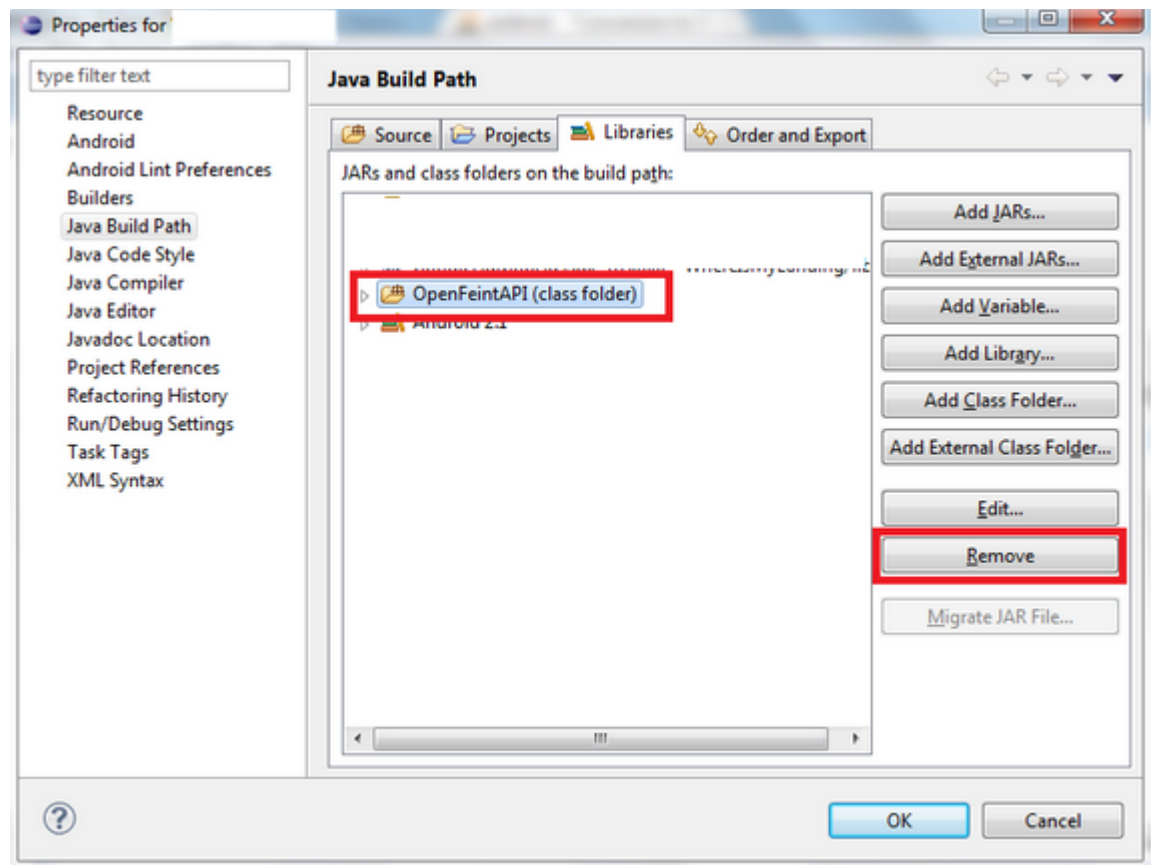 Properties for
type filter text
Resource
Android
Android Lint Preferences
Builders
Java Build Path
Java Code Style
Java Compiler
Java Editor
Javadoc Location
Project References
Refactoring History
Run/Debug Settings
Task Tags
XML Syntax
Java Build Path
Source
Projects
Libraries
Order and Export
JARs and class folders on the build path:
OpenFeintAPI (class folder)
Android 2.1
Add JARs...
Add External JARs...
Add Variable...
Add Library...
Add Class Folder...
Add External Class Folder...
Edit...
Remove
Migrate JAR File...
OK
Cancel